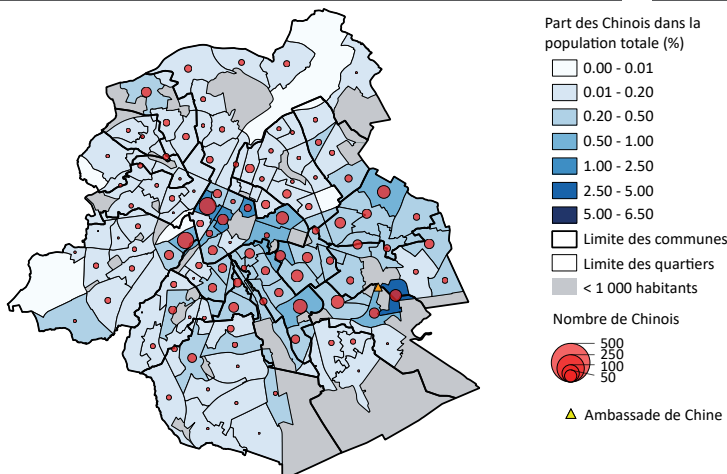 Part des Chinois dans la
population totale (%)
0.00 - 0.01
0.01 - 0.20
0.20 - 0.50
0.50 - 1.00
1.00 - 2.50
2.50 - 5.00
5.00 - 6.50
Limite des communes
Limite des quartiers
< 1 000 habitants
Nombre de Chinois
500
250
100
50
Ambassade de Chine